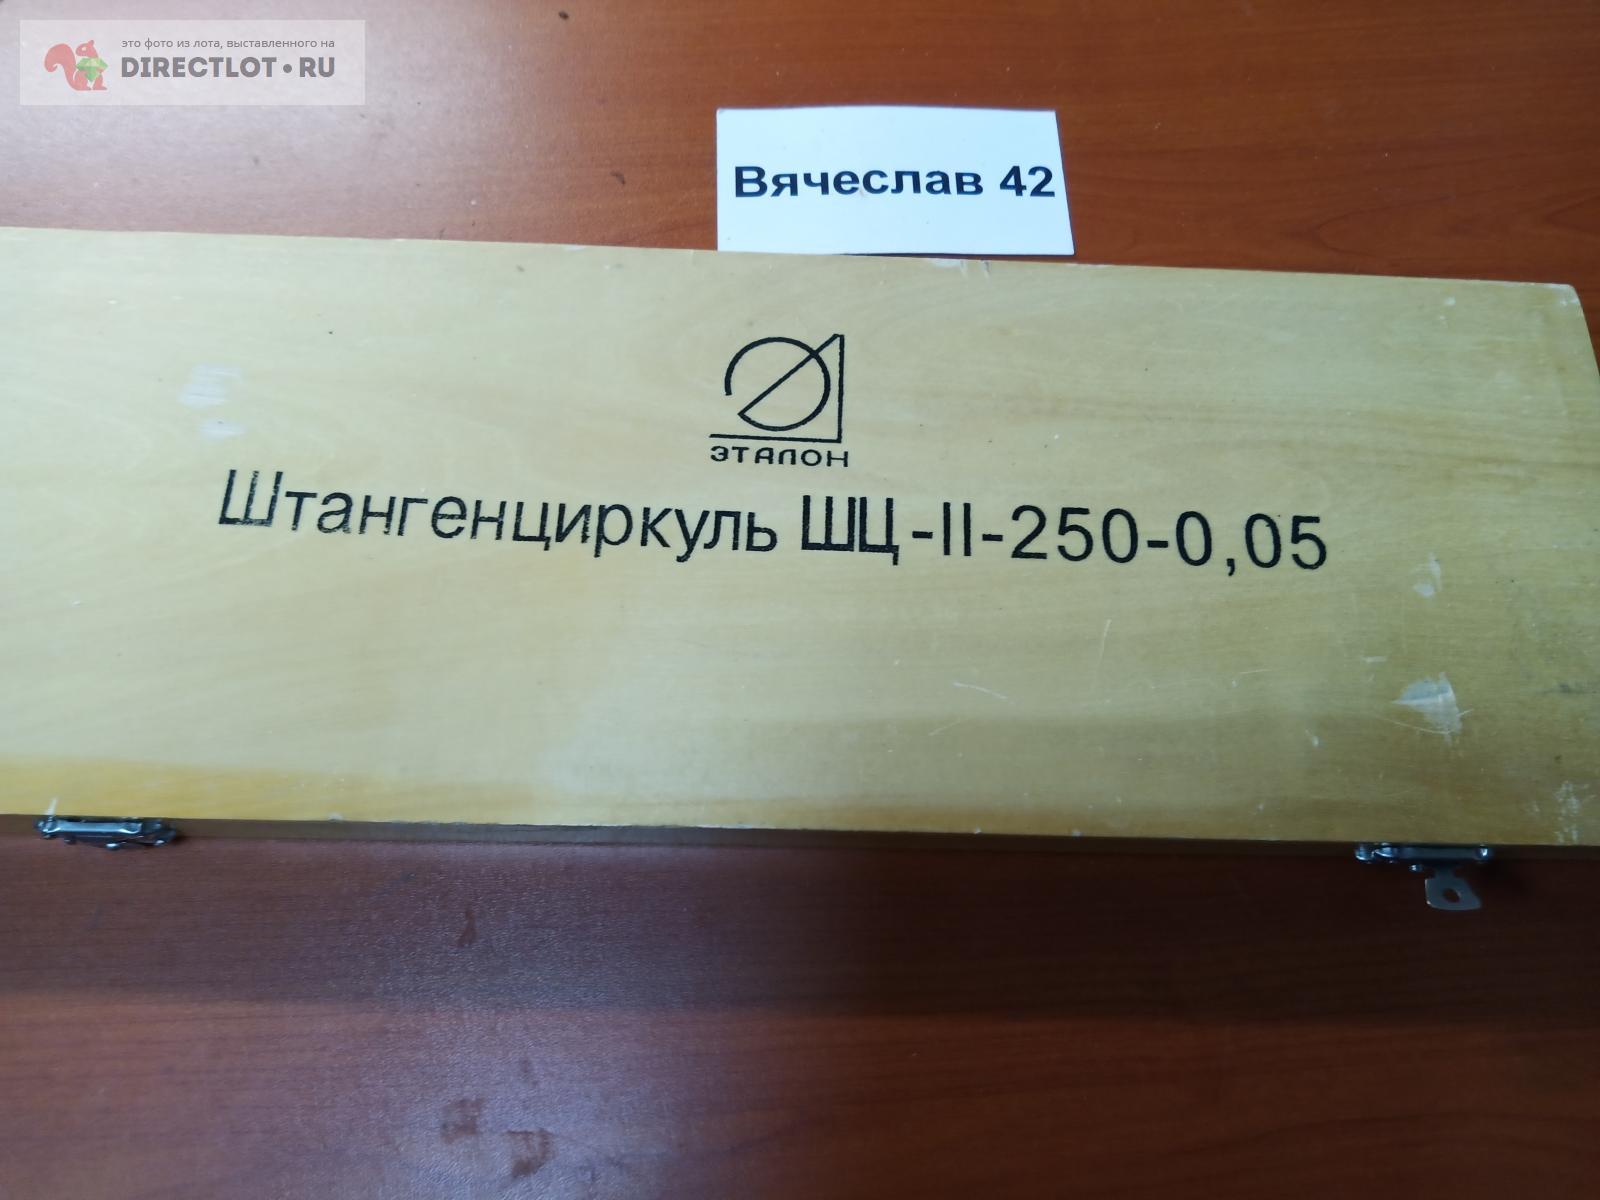 это фото из лота, выставленного на
DIRECTLOT•RU
Вячеслав 42
ЭТАЛОН
Штангенциркуль ШЦ-II-250-0,05